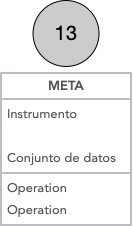 13
META
Instrumento
Conjunto de datos
Operation
Operation